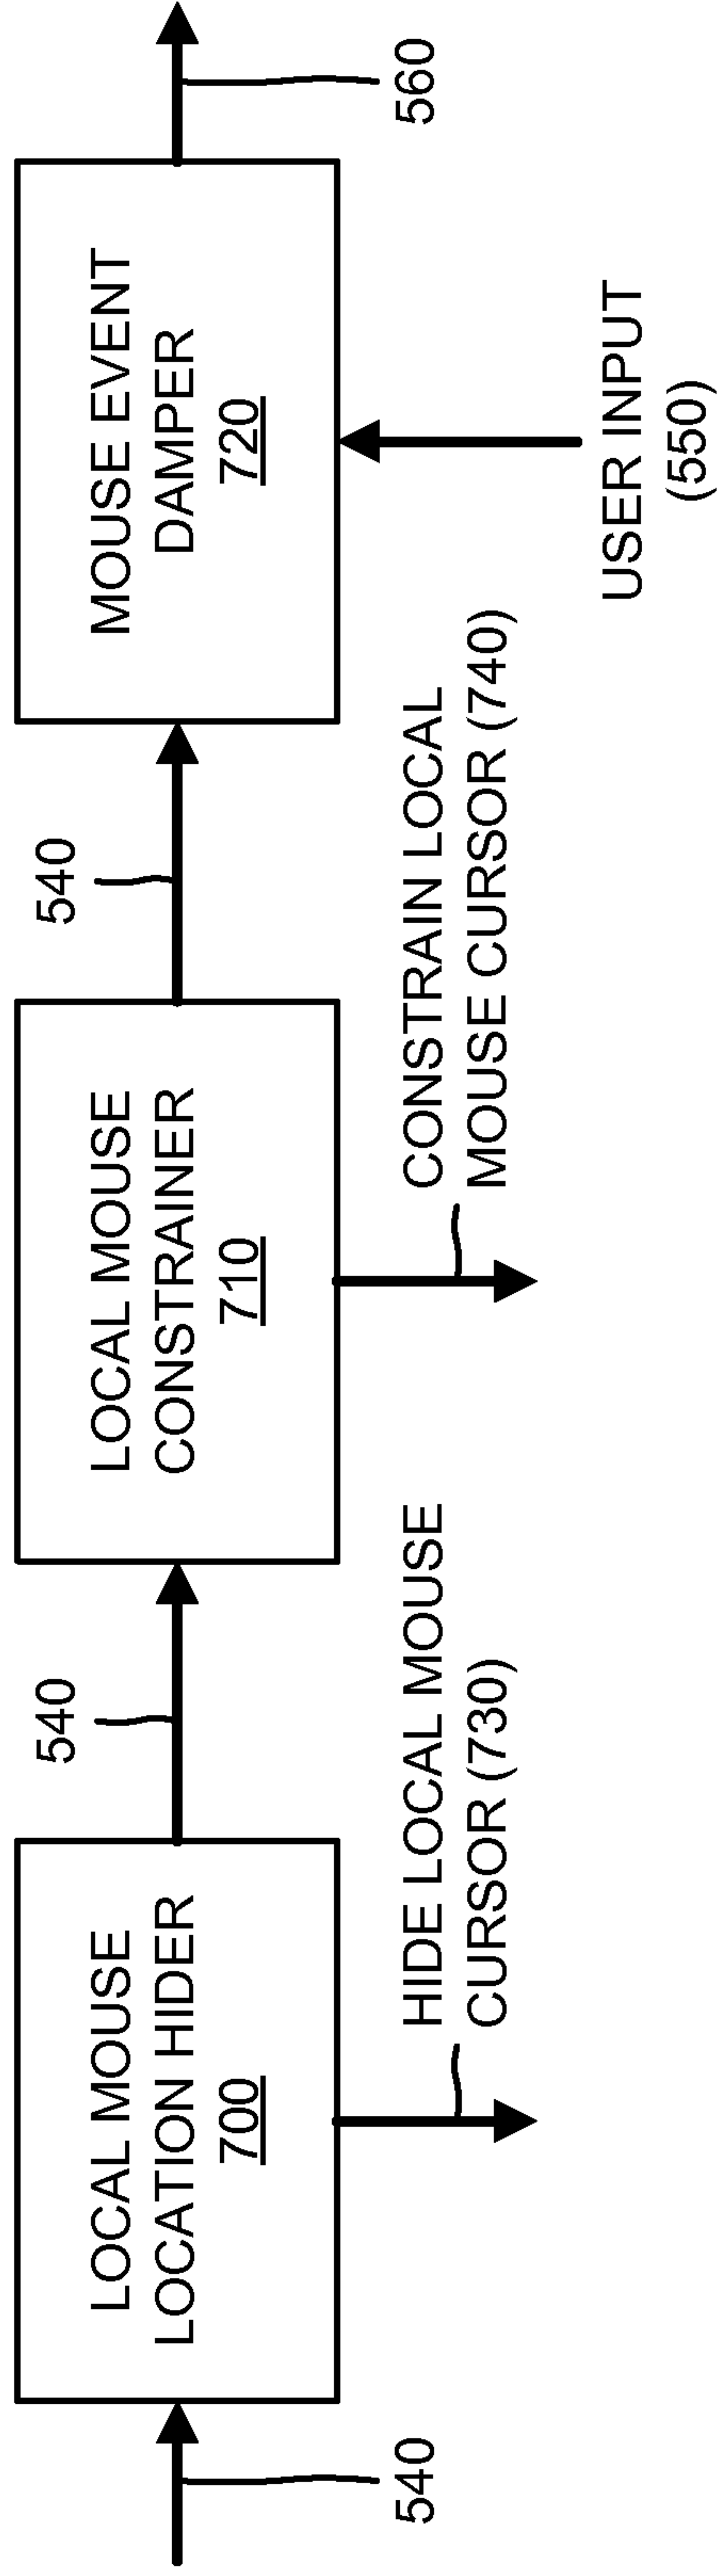 540
LOCAL MOUSE
LOCATION HIDER
700
HIDE LOCAL MOUSE
CURSOR (730)
540
LOCAL MOUSE
CONSTRAINER
710
CONSTRAIN LOCAL
MOUSE CURSOR (740)
540
MOUSE EVENT
DAMPER
720
USER INPUT
(550)
560